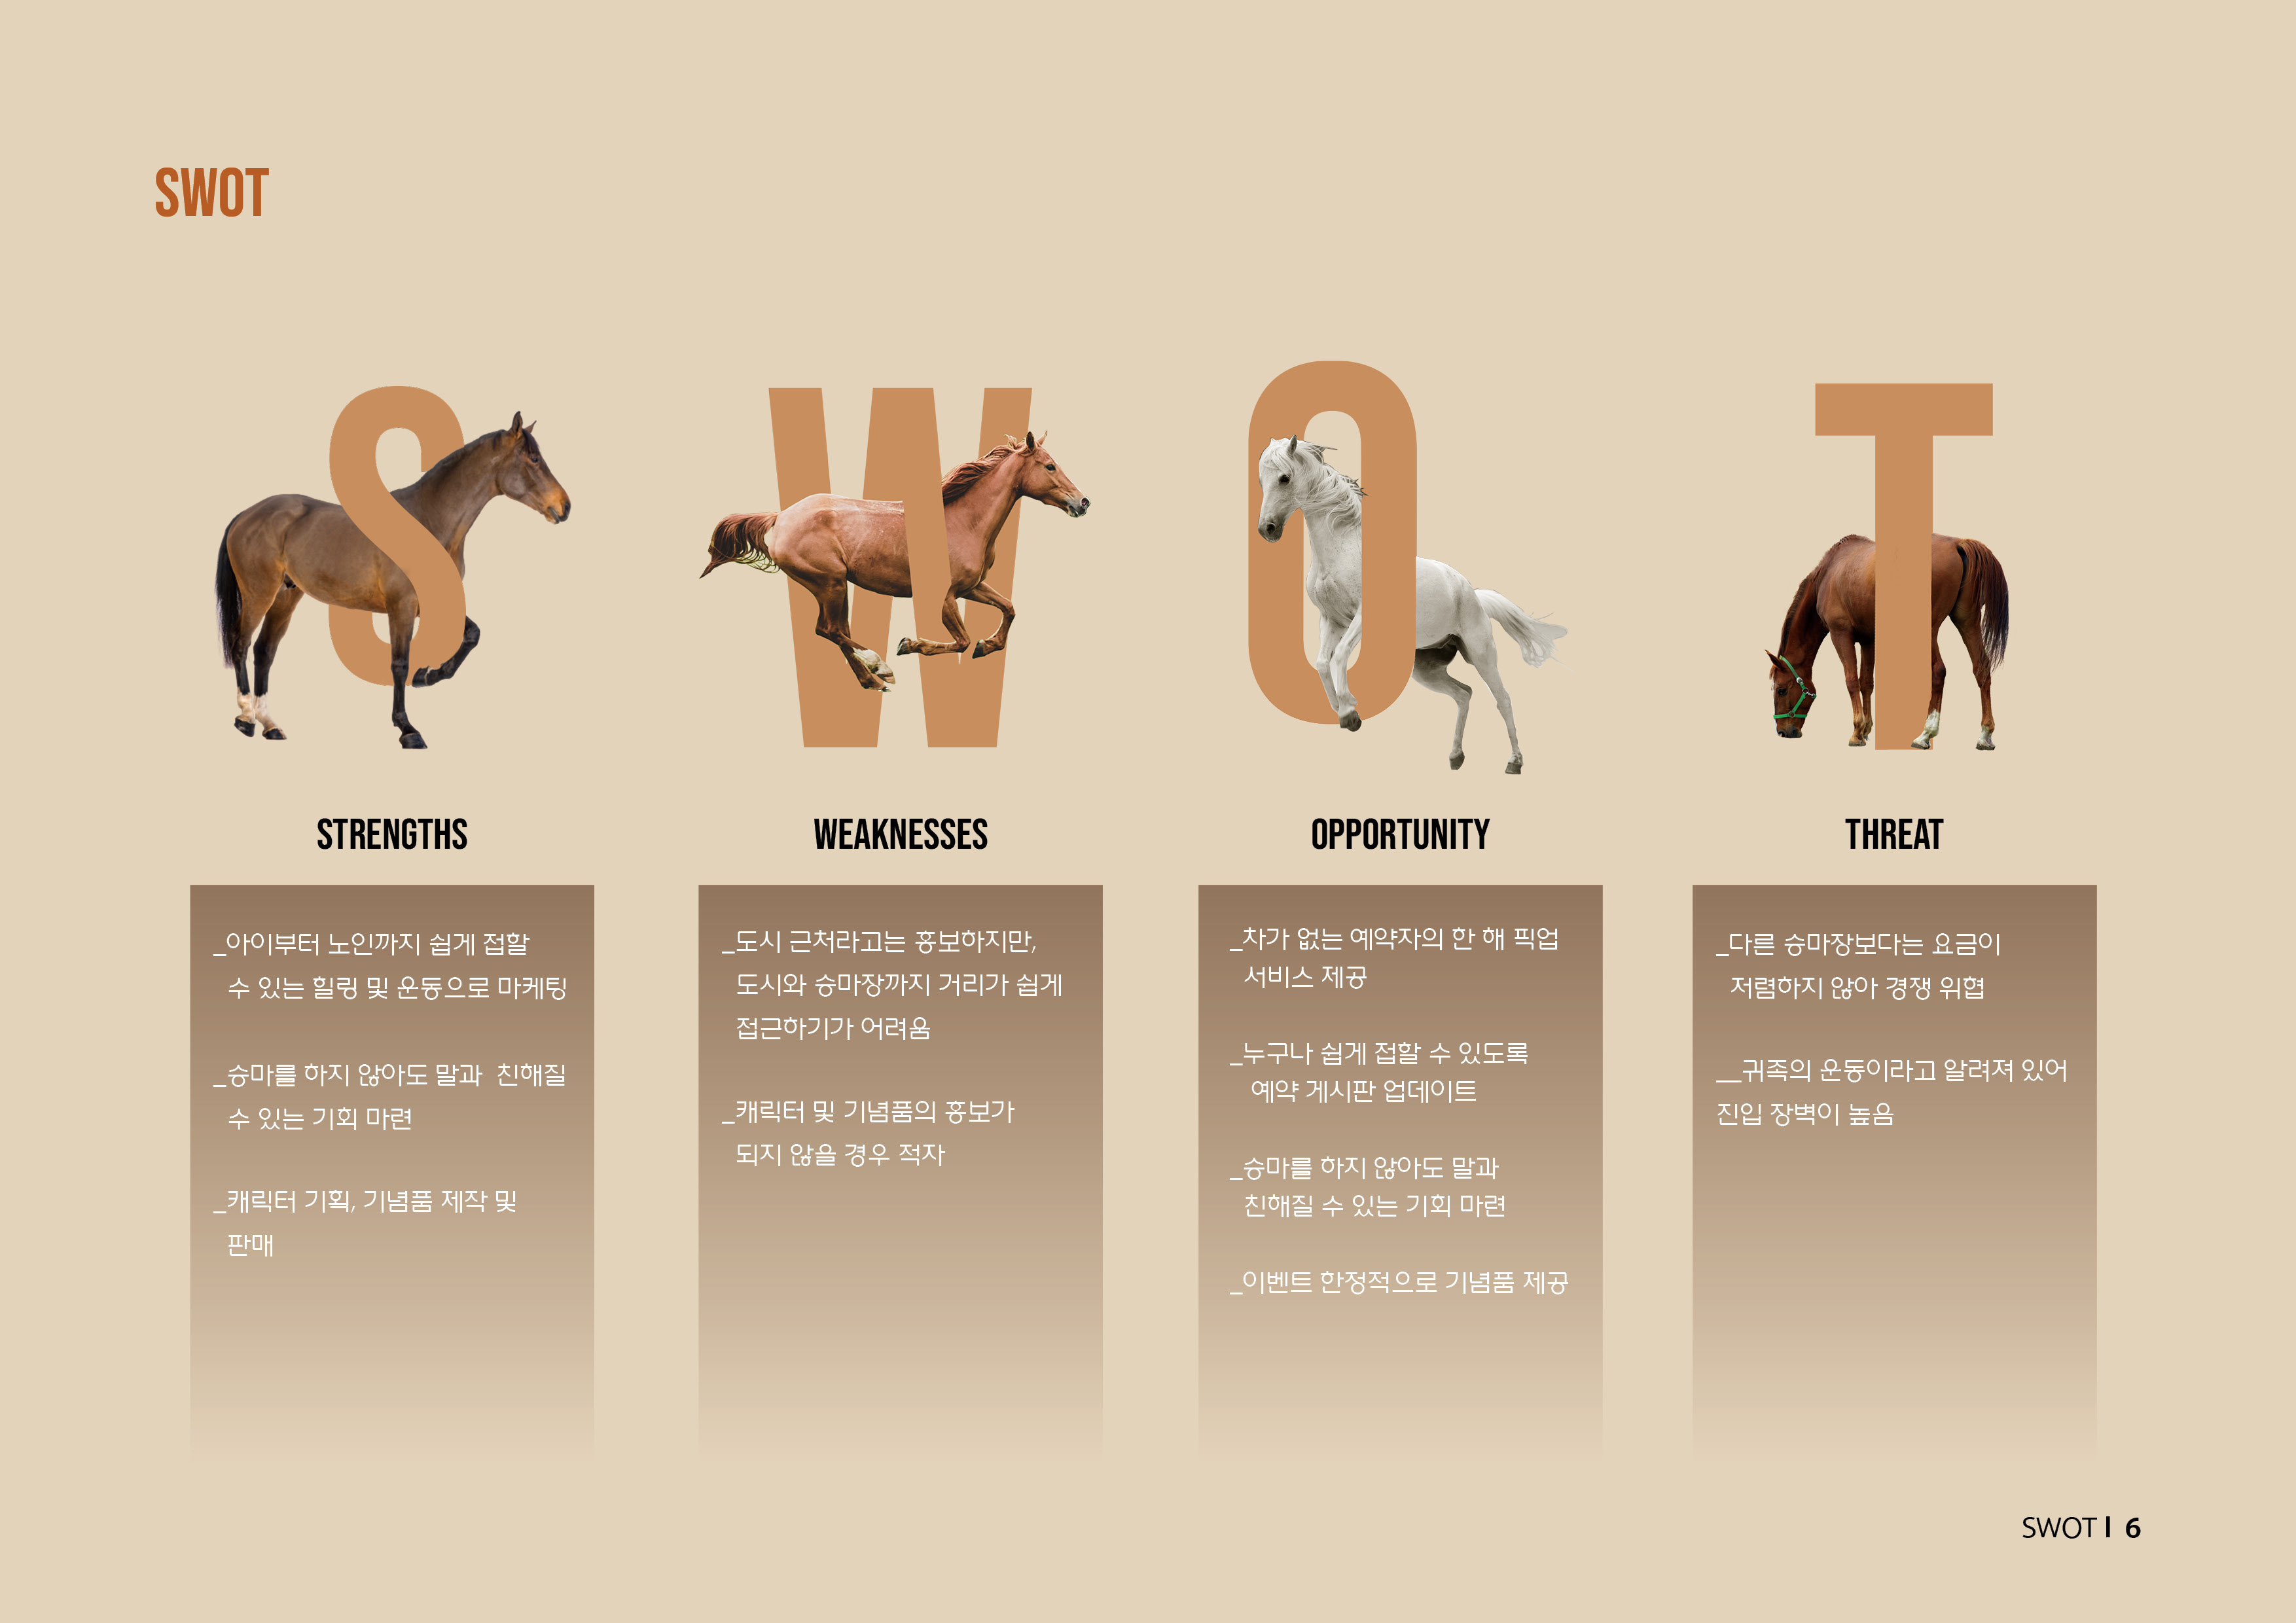 SWOT
S
W
O
T
STRENGTHS
_아이부터 노인까지 쉽게 접할
수 있는 힐링 및 운동으로 마케팅
_승마를 하지 않아도 말과 친해질
수 있는 기회 마련
_캐릭터 기획, 기념품 제작 및
판매
WEAKNESSES
_도시 근처라고는 홍보하지만,
도시와 승마장까지 거리가 쉽게
접근하기가 어려움
_캐릭터 및 기념품의 홍보가
되지 않을 경우 적자
OPPORTUNITY
_차가 없는 예약자의 한 해 픽업
서비스 제공
_누구나 쉽게 접할 수 있도록
예약 게시판 업데이트
_승마를 하지 않아도 말과
친해질 수 있는 기회 마련
_이벤트 한정적으로 기념품 제공
THREAT
_다른 승마장보다는 요금이
저렴하지 않아 경쟁 위협
__귀족의 운동이라고 알려져 있어
진입 장벽이 높음
SWOT | 6